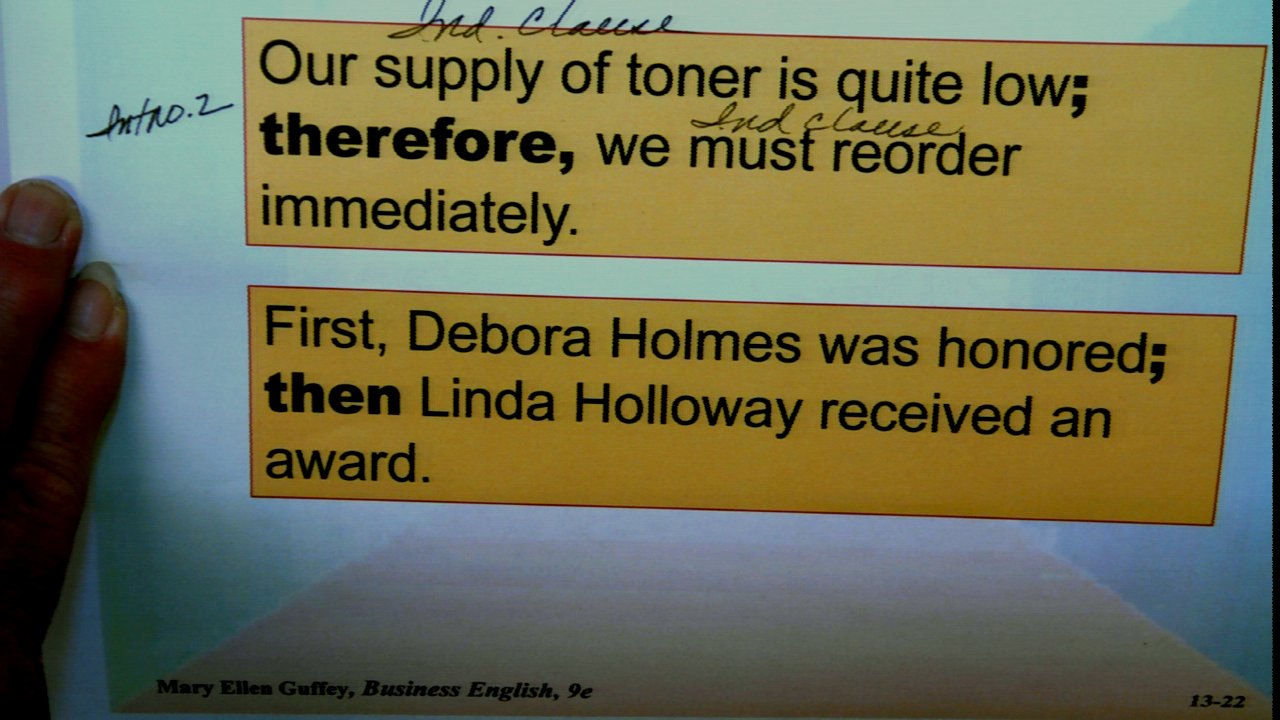 Ind. Clause
Our supply of toner is quite low;
Intro.2
Ind clause
therefore, we must reorder
immediately.
First, Debora Holmes was honored;
then Linda Holloway received an
award.
Mary Ellen Guffey, Business English, 9e
13-22